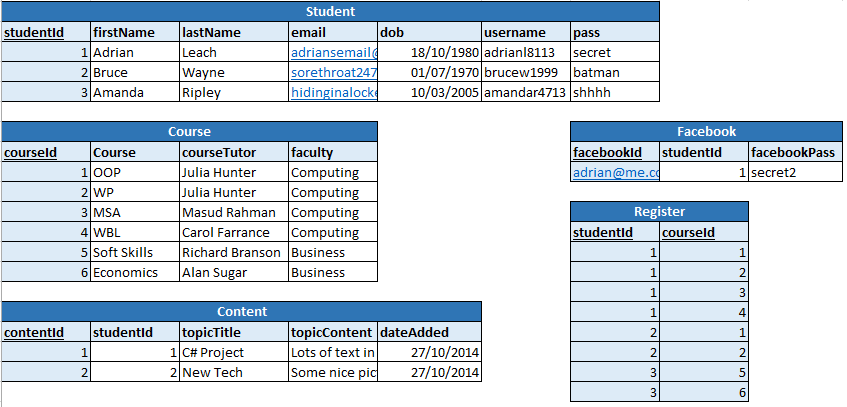 Student
studentId firstName lastName email dob username pass
1 Adrian Leach adriansemail@ 18/10/1980 adrianl8113 secret
2 Bruce Wayne sorethroat247 01/07/1970 brucew1999 batman
3 Amanda Ripley hidinginalocke 10/03/2005 amandar4713 shhhh
Course
courseId Course courseTutor faculty
1 OOP Julia Hunter Computing
2 WP Julia Hunter Computing
3 MSA Masud Rahman Computing
4 WBL Carol Farrance Computing
5 Soft Skills Richard Branson Business
6 Economics Alan Sugar Business
Facebook
facebookId studentId facebookPass
adrian@me.co 1 secret2
Register
studentId courseId
1 1
1 2
1 3
1 4
2 1
2 2
3 5
3 6
Content
contentId studentId topicTitle topicContent dateAdded
1 1 C# Project Lots of text in 27/10/2014
2 2 New Tech Some nice pic 27/10/2014